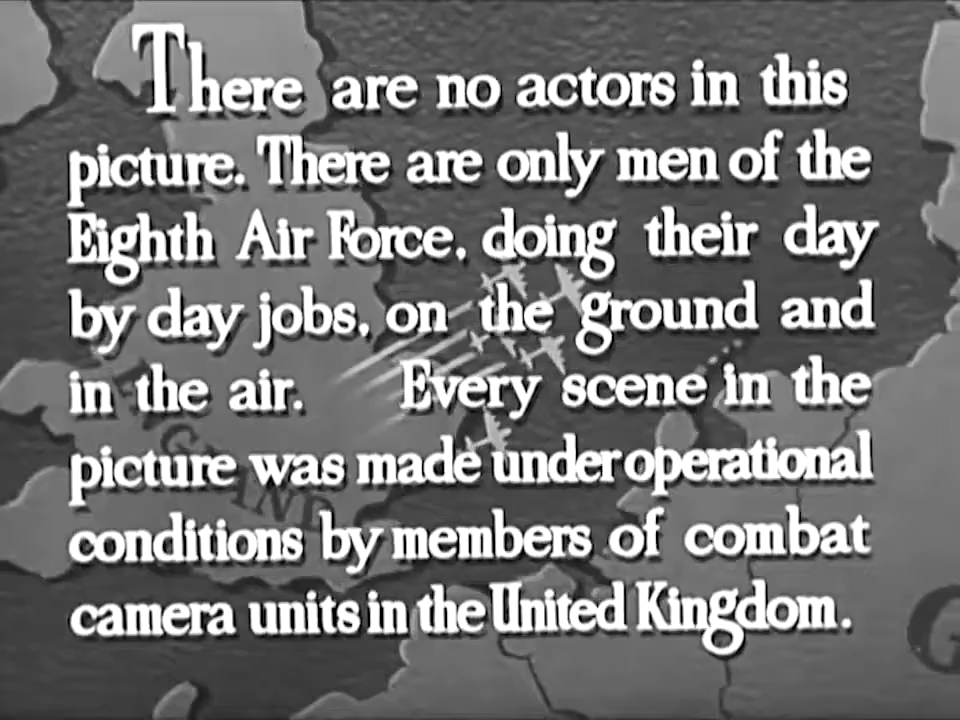 There are no actors in this
picture. There are only men of the
Eighth Air Force, doing their day
by day jobs, on the ground and
in the air. Every scene in the
picture was made under operational
conditions by members of combat
camera units in the United Kingdom.
ENGLAND
G